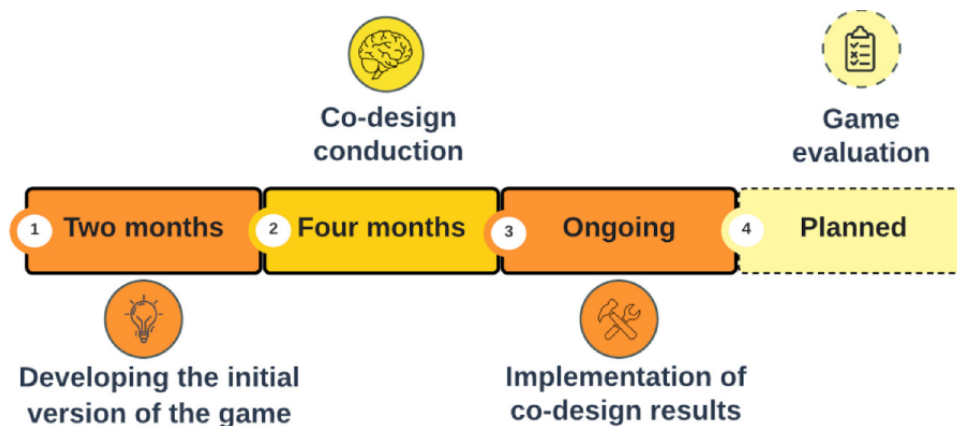 Co-design
conduction
Game
evaluation
1 Two months 2 Four months 3 Ongoing 4 Planned
Developing the initial
version of the game
Implementation of
co-design results